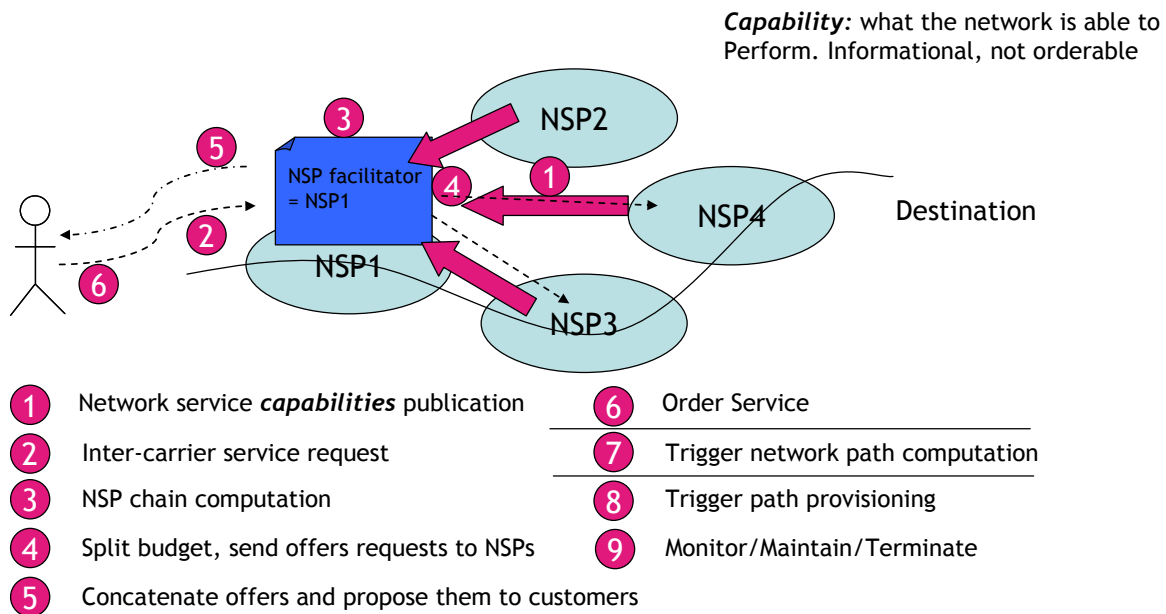 Capability: what the network is able to
Perform. Informational, not orderable
3
NSP2
5
NSP facilitator
= NSP1
4
1
NSP4
Destination
2
NSP1
6
NSP3
1 Network service capabilities publication
2 Inter-carrier service request
3 NSP chain computation
4 Split budget, send offers requests to NSPs
5 Concatenate offers and propose them to customers
6 Order Service
7 Trigger network path computation
8 Trigger path provisioning
9 Monitor/Maintain/Terminate